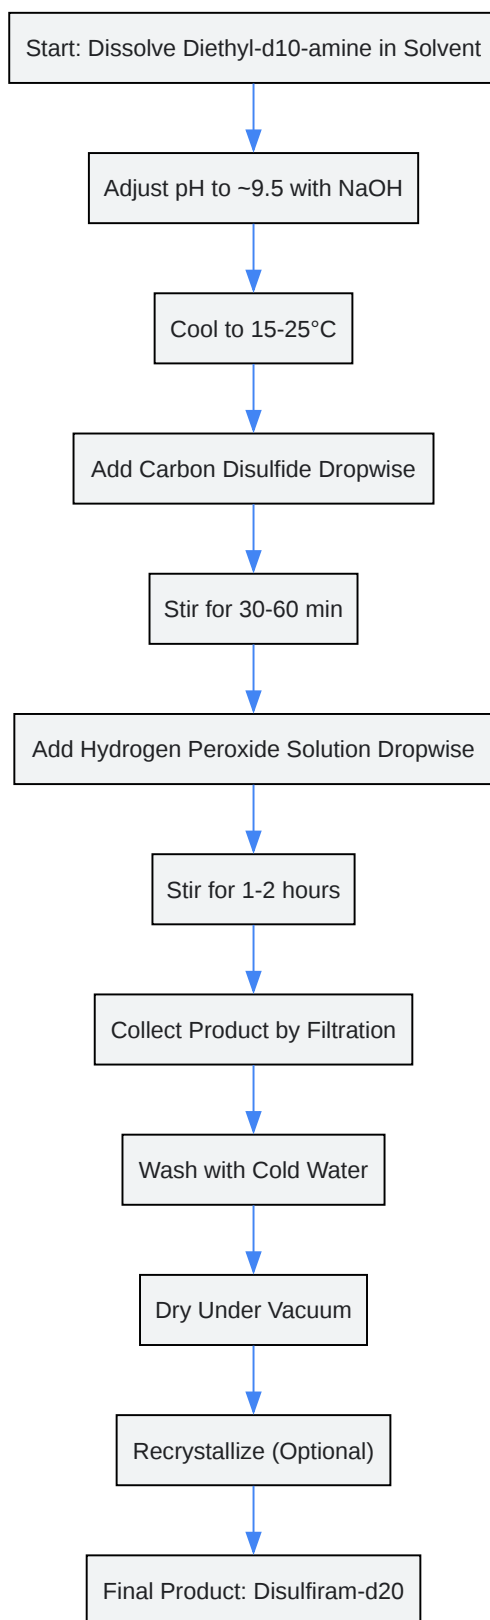 Start: Dissolve Diethyl-d10-amine in Solvent
Adjust pH to ~9.5 with NaOH
Cool to 15-25°C
Add Carbon Disulfide Dropwise
Stir for 30-60 min
Add Hydrogen Peroxide Solution Dropwise
Stir for 1-2 hours
Collect Product by Filtration
Wash with Cold Water
Dry Under Vacuum
Recrystallize (Optional)
Final Product: Disulfiram-d20